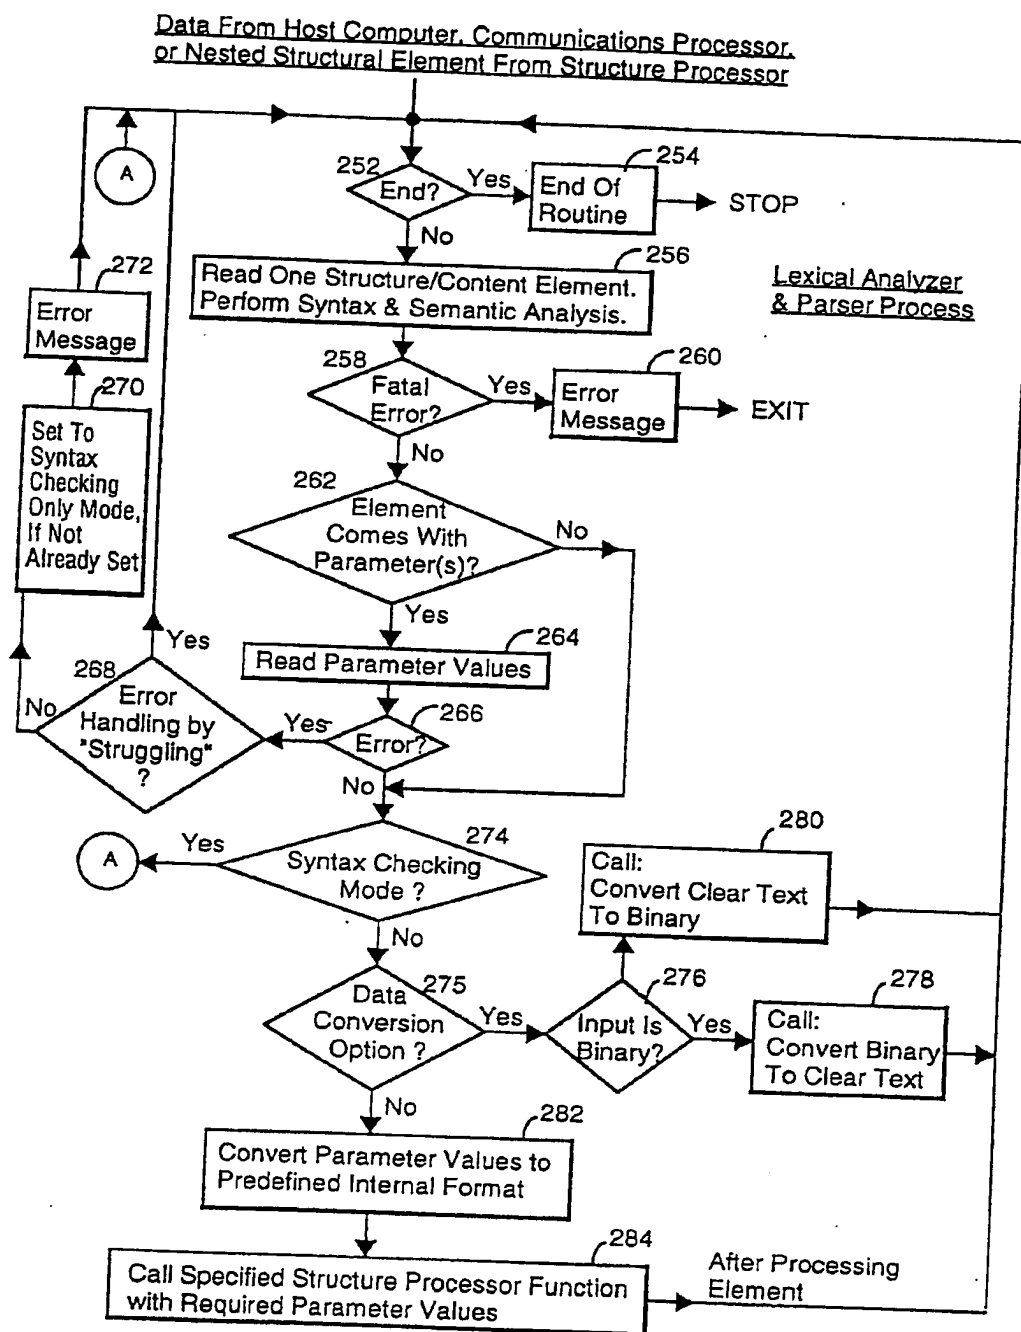 Data From Host Computer, Communications Processor,
or Nested Structural Element From Structure Processor
A
252
End?
Yes
254
End Of
Routine
STOP
No
256
Read One Structure/Content Element.
Perform Syntax & Semantic Analysis.
Lexical Analyzer
& Parser Process
272
Error
Message
258
Fatal
Error?
Yes
260
Error
Message
EXIT
No
270
Set To
Syntax
Checking
Only Mode,
If Not
Already Set
262
Element
Comes With
Parameter(s)?
No
Yes
264
Read Parameter Values
Yes
268
No
Error
Handling by
"Struggling"
?
Yes
266
Error?
No
274
Yes
A
Syntax Checking
Mode ?
No
280
Call:
Convert Clear Text
To Binary
275
Data
Conversion
Option ?
Yes
276
Input Is
Binary?
Yes
278
Call:
Convert Binary
To Clear Text
No
282
Convert Parameter Values to
Predefined Internal Format
284
Call Specified Structure Processor Function
with Required Parameter Values
After Processing
Element